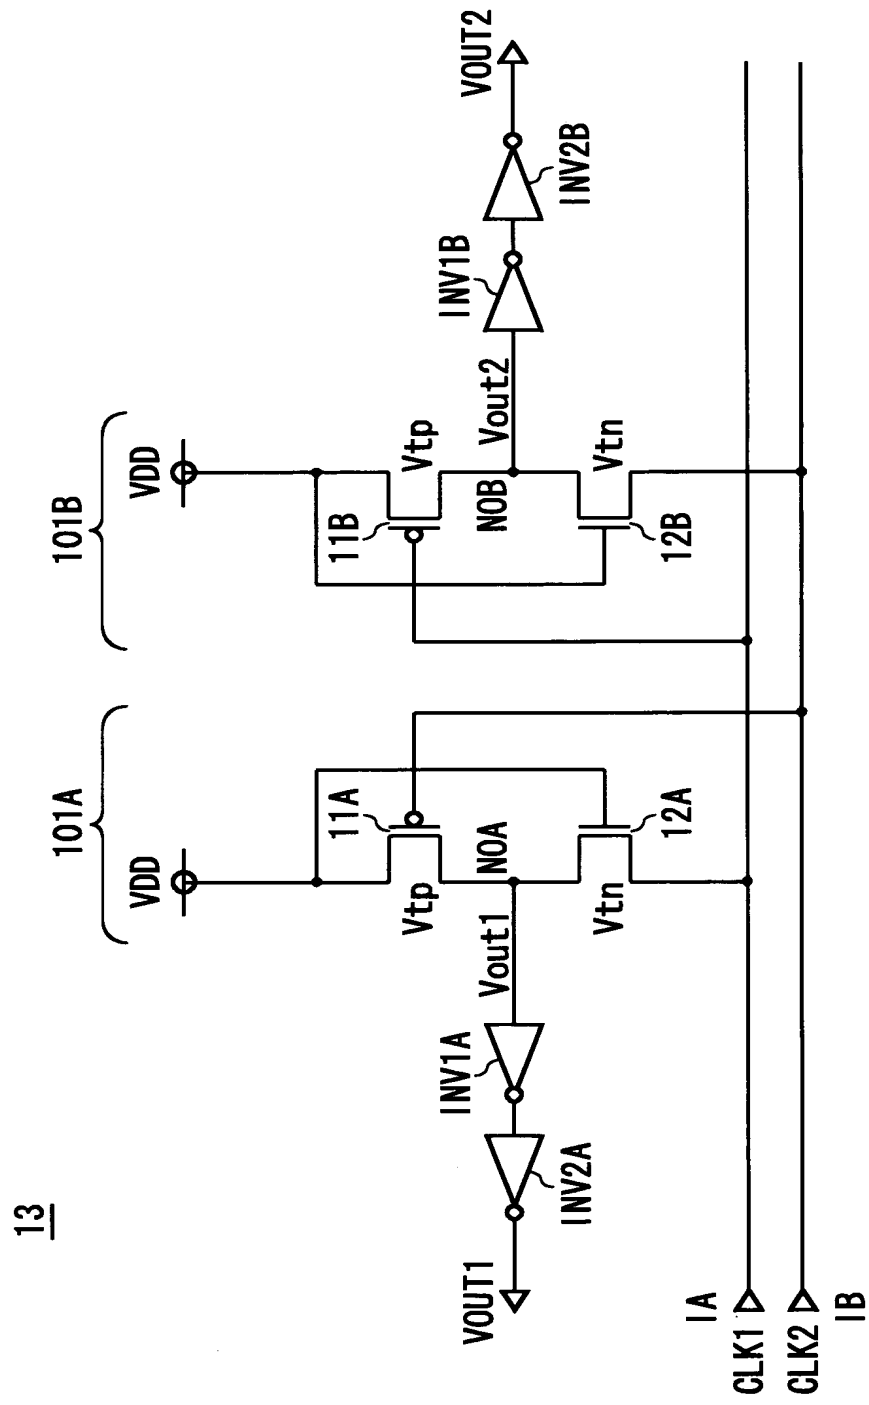 13
101A
101B
VDD
VDD
11A
11B
Vtp
Vtp
VOUT1
INV2A
INV1A
Vout1
NOA
NOB
Vout2
INV1B
INV2B
VOUT2
Vtn
12A
Vtn
12B
IA
CLK1
CLK2
IB